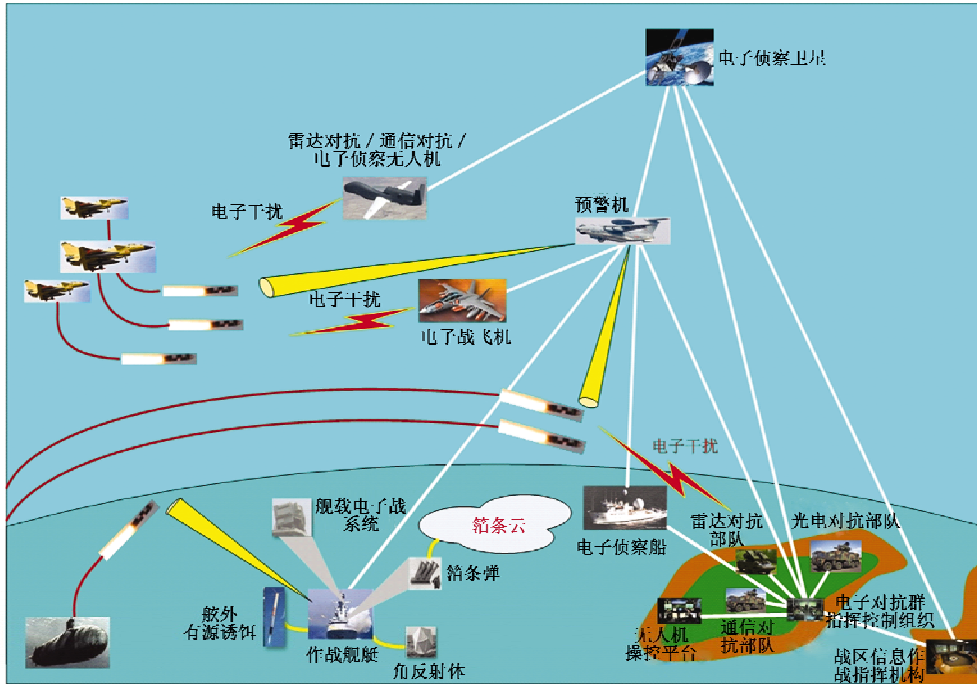 电子侦察卫星
雷达对抗/通信对抗/
电子侦察无人机
电子干扰
预警机
电子干扰
电子战飞机
电子干扰
舰载电子战
系统
箔条云
箔条弹
电子侦察船
雷达对抗
部队
光电对抗部队
舷外
有源诱饵
作战舰艇
角反射体
无人机
操控平台
通信对
抗部队
电子对抗群
指挥控制组织
战区信息作
战指挥机构